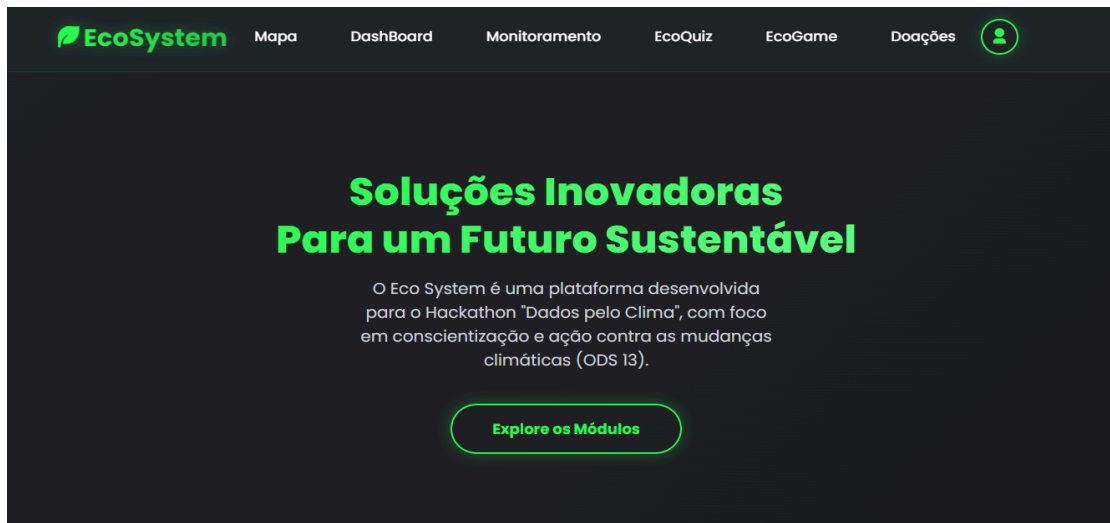 EcoSystem Mapa DashBoard Monitoramento EcoQuiz EcoGame Doações
Soluções Inovadoras
Para um Futuro Sustentável
O Eco System é uma plataforma desenvolvida
para o Hackathon "Dados pelo Clima", com foco
em conscientização e ação contra as mudanças
climáticas (ODS 13).
Explore os Módulos